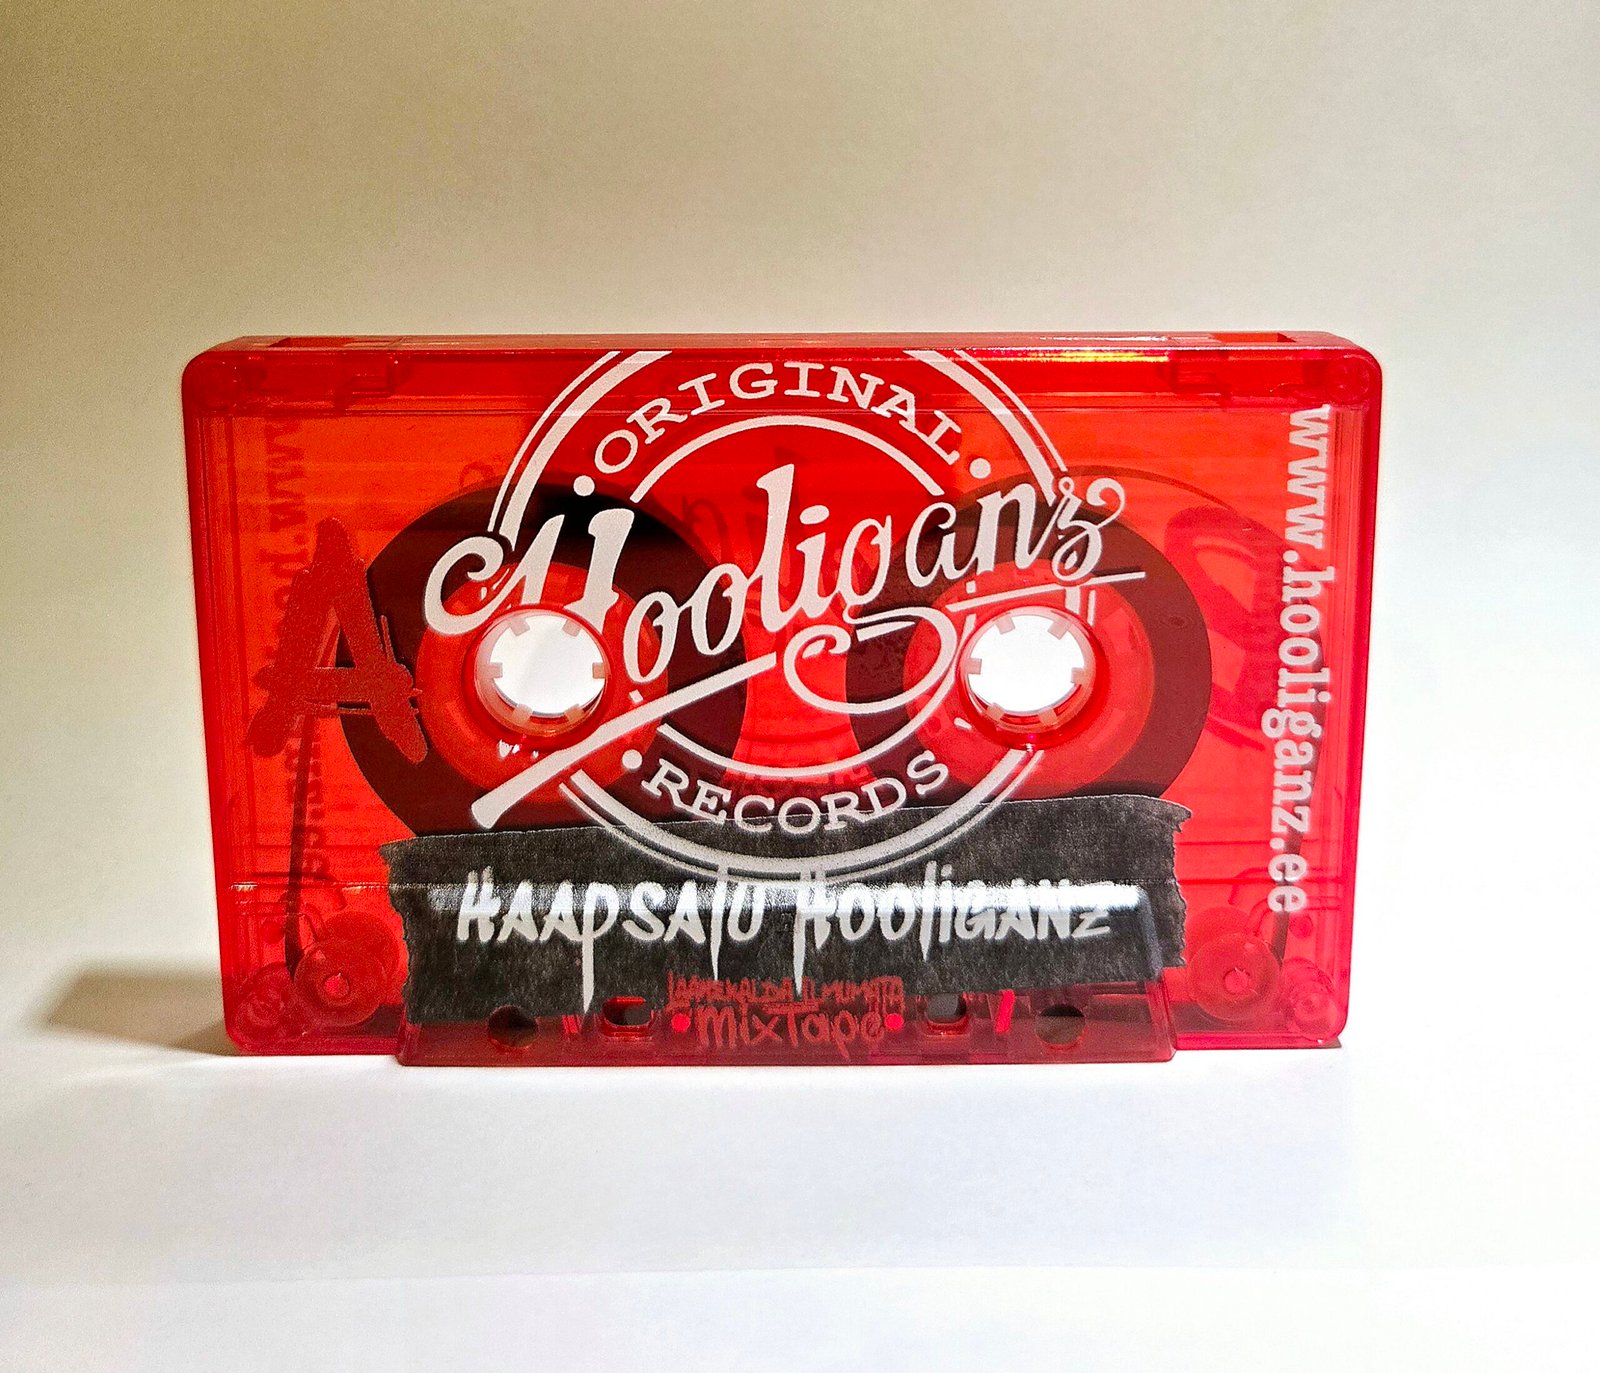 ORIGINAL
Hooliganz
RECORDS
A
www.hooliganz.ee
HAAPSALU HOOLIGANZ
mixtape